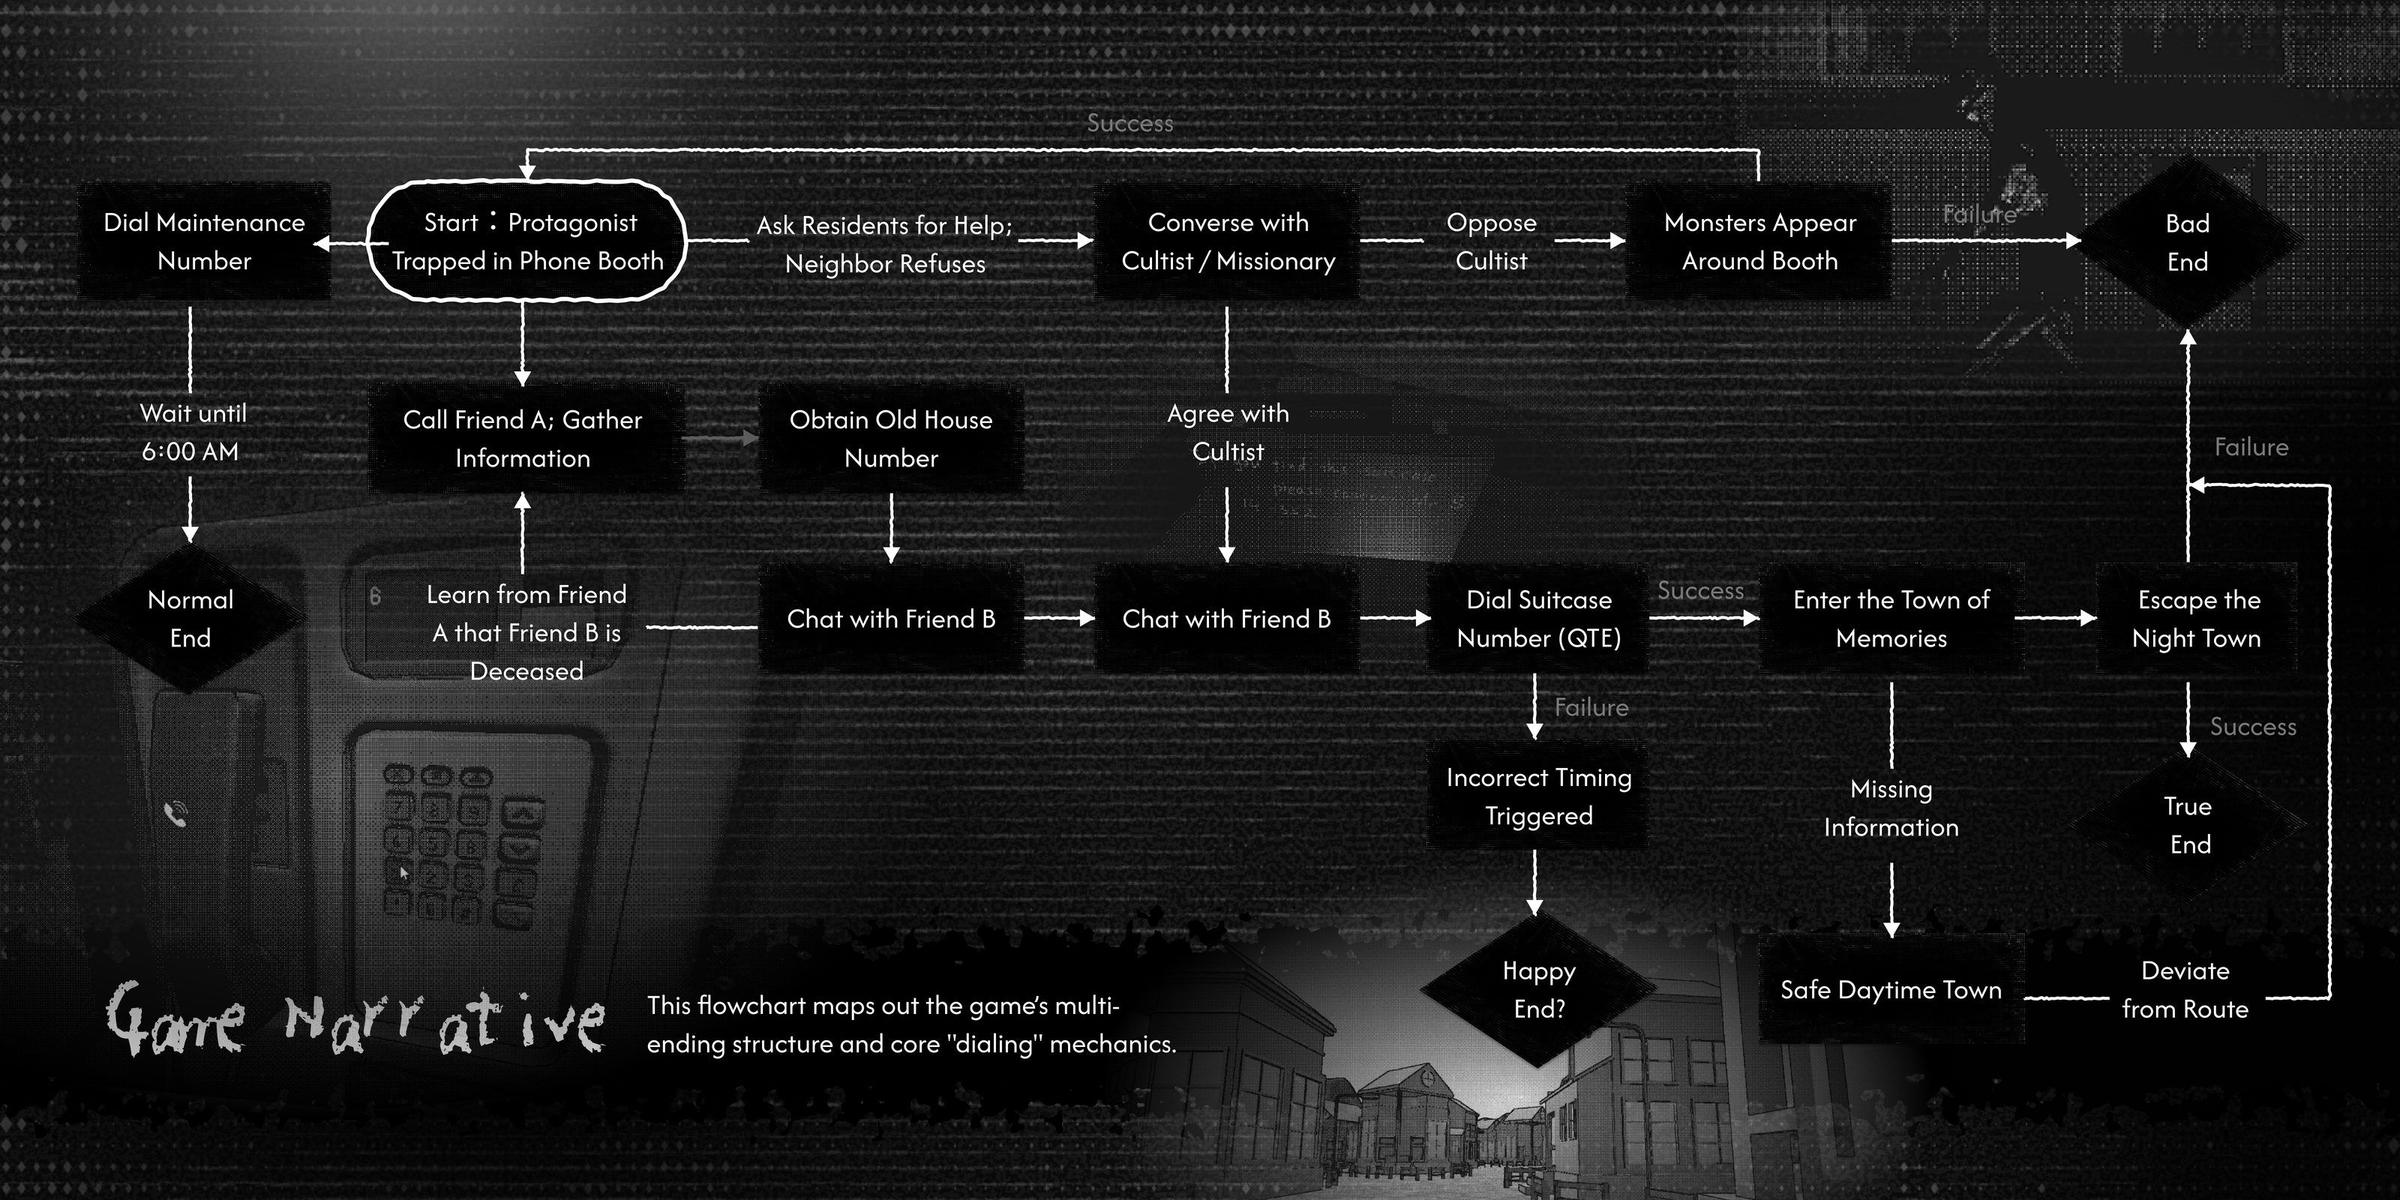 Success
Dial Maintenance
Number
Start：Protagonist
Trapped in Phone Booth
Ask Residents for Help;
Neighbor Refuses
Converse with
Cultist / Missionary
Oppose
Cultist
Monsters Appear
Around Booth
Failure
Bad
End
Wait until
6:00 AM
Call Friend A; Gather
Information
Obtain Old House
Number
Agree with
Cultist
Failure
Normal
End
6
Learn from Friend
A that Friend B is
Deceased
Chat with Friend B
Chat with Friend B
Dial Suitcase
Number (QTE)
Success
Enter the Town of
Memories
Escape the
Night Town
Failure
Success
Incorrect Timing
Triggered
Missing
Information
True
End
Happy
End?
Safe Daytime Town
Deviate
from Route
Game Narrative
This flowchart maps out the game's multi-
ending structure and core "dialing" mechanics.